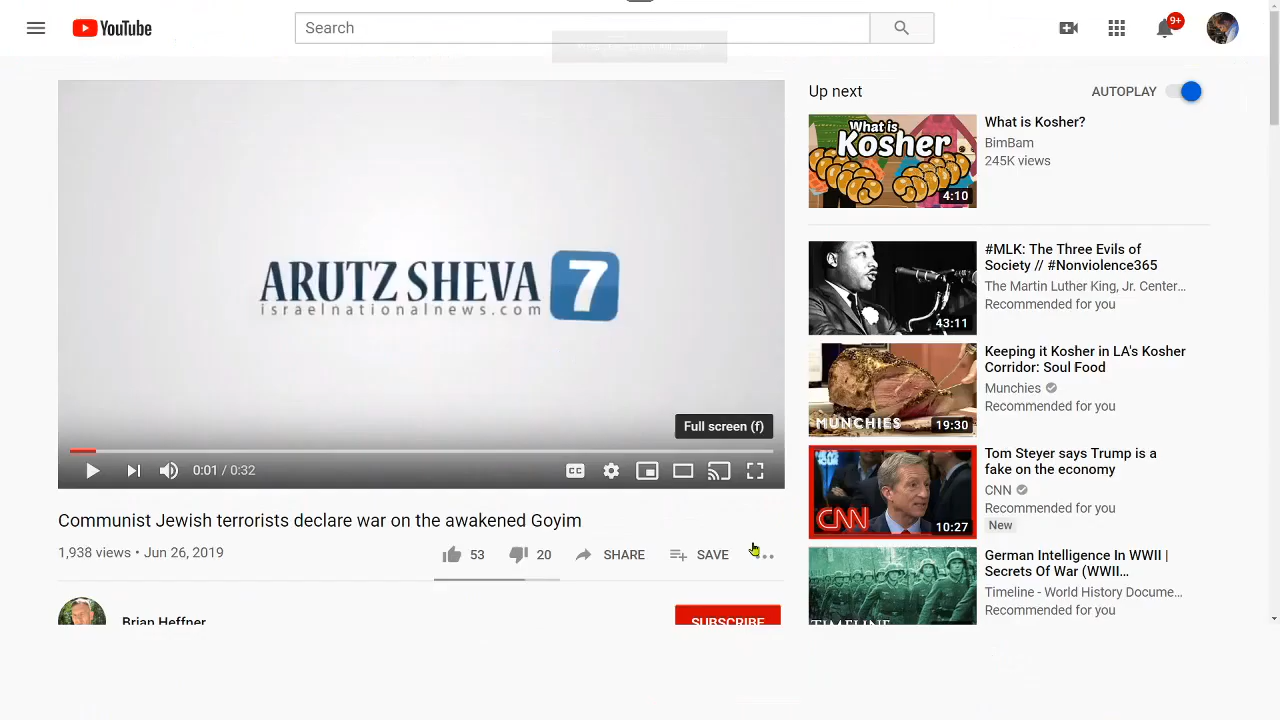 YouTube
Search
9+
ARUTZ SHEVA 7
israelnationalnews.com
Full screen (f)
0:01 / 0:32
CC
Communist Jewish terrorists declare war on the awakened Goyim
1,938 views • Jun 26, 2019
53
20
SHARE
SAVE
Brian Heffner
SUBSCRIBE
Up next
AUTOPLAY
What is
Kosher
4:10
What is Kosher?
BimBam
245K views
43:11
#MLK: The Three Evils of
Society // #Nonviolence365
The Martin Luther King, Jr. Center...
Recommended for you
MUNCHIES
19:30
Keeping it Kosher in LA's Kosher
Corridor: Soul Food
Munchies
Recommended for you
CNN
10:27
Tom Steyer says Trump is a
fake on the economy
CNN
Recommended for you
New
TIMELINE
German Intelligence In WWII |
Secrets Of War (WWII...
Timeline - World History Docume...
Recommended for you